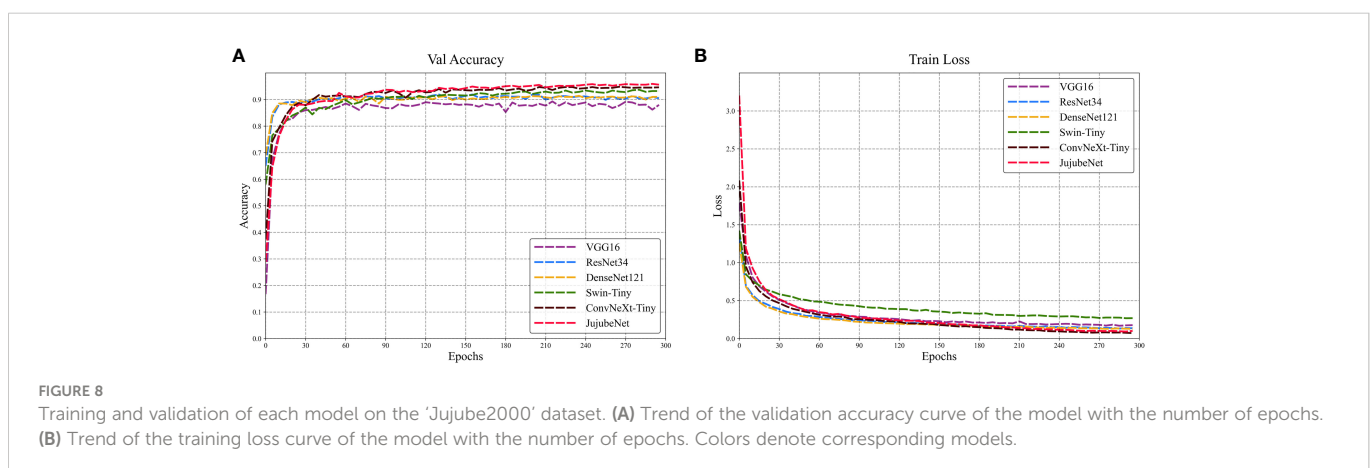 A
Val Accuracy
0.9
0.8
0.7
0.6
0.5
0.4
0.3
0.2
0.1
0.0
Accuracy
0 30 60 90 120 150 180 210 240 270 300
Epochs
VGG16
ResNet34
DenseNet121
Swin-Tiny
ConvNeXt-Tiny
JujubeNet
B
Train Loss
3.0
2.5
2.0
1.5
1.0
0.5
0.0
Loss
0 30 60 90 120 150 180 210 240 270 300
Epochs
VGG16
ResNet34
DenseNet121
Swin-Tiny
ConvNeXt-Tiny
JujubeNet
FIGURE 8
Training and validation of each model on the ‘Jujube2000’ dataset. (A) Trend of the validation accuracy curve of the model with the number of epochs.
(B) Trend of the training loss curve of the model with the number of epochs. Colors denote corresponding models.